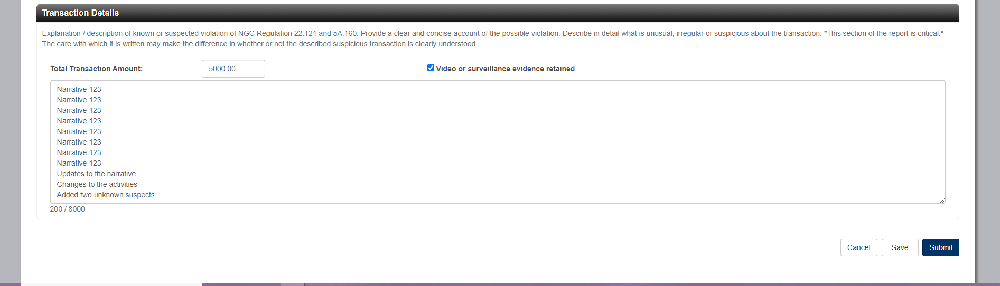 Transaction Details
Explanation / description of known or suspected violation of NGC Regulation 22.121 and 5A.160. Provide a clear and concise account of the possible violation. Describe in detail what is unusual, irregular or suspicious about the transaction. *This section of the report is critical.*
The care with which it is written may make the difference in whether or not the described suspicious transaction is clearly understood.
Total Transaction Amount: 5000.00 Video or surveillance evidence retained
Narrative 123
Narrative 123
Narrative 123
Narrative 123
Narrative 123
Narrative 123
Narrative 123
Narrative 123
Updates to the narrative
Changes to the activities
Added two unknown suspects
200 / 8000
Cancel Save Submit